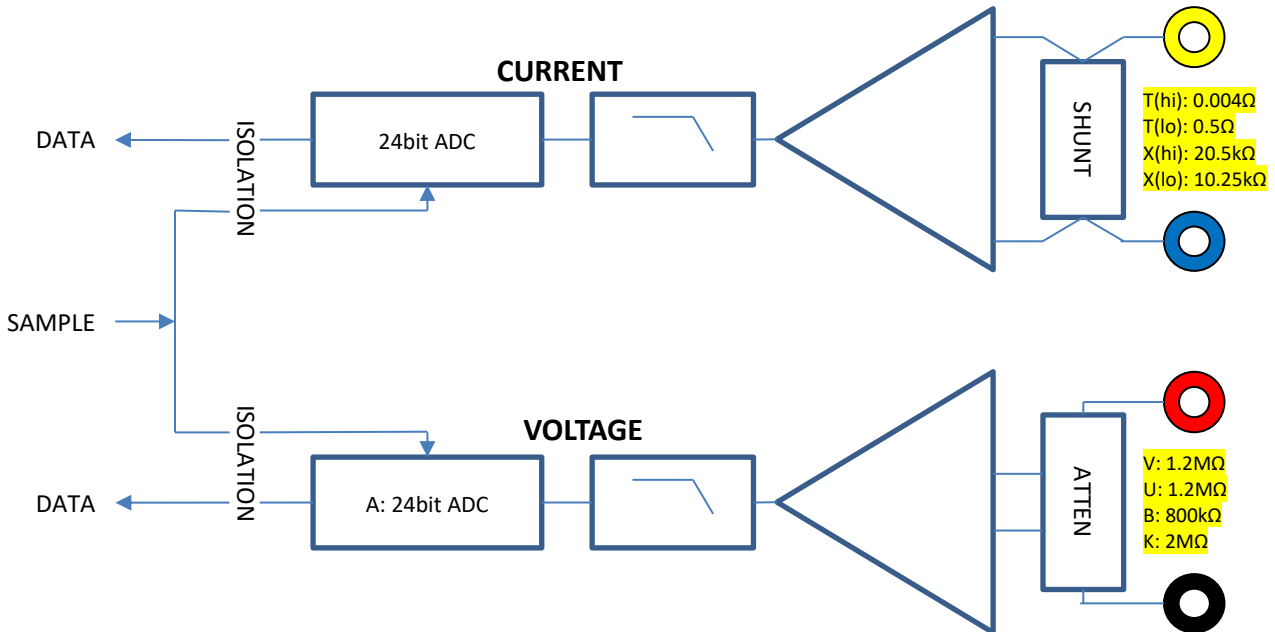 CURRENT
DATA
ISOLATION
24bit ADC
SHUNT
T(hi): 0.004Ω
T(lo): 0.5Ω
X(hi): 20.5kΩ
X(lo): 10.25kΩ
SAMPLE
VOLTAGE
DATA
ISOLATION
A: 24bit ADC
ATTEN
V: 1.2MΩ
U: 1.2MΩ
B: 800kΩ
K: 2MΩ